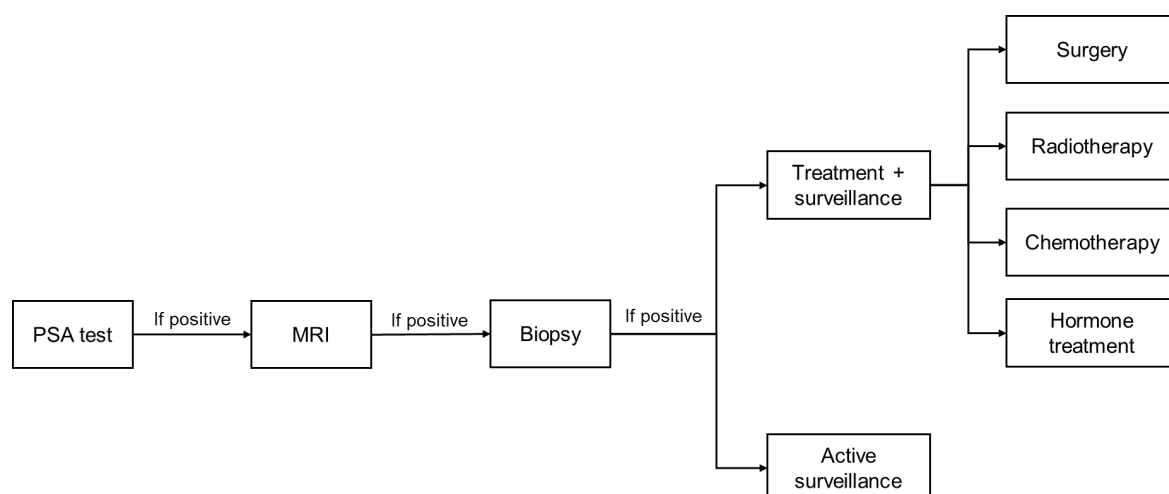 Surgery
Radiotherapy
Treatment +
surveillance
Chemotherapy
PSA test
If positive
MRI
If positive
Biopsy
If positive
Hormone
treatment
Active
surveillance